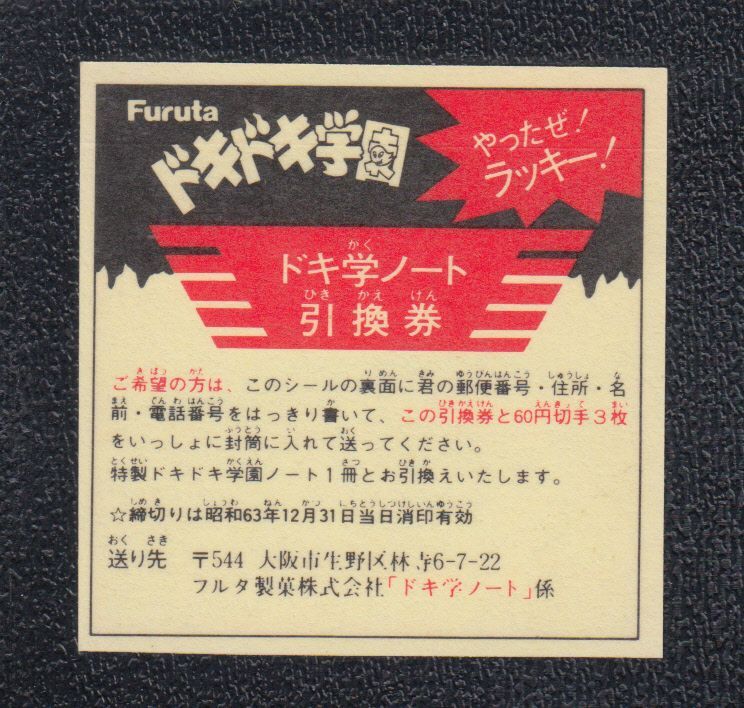 Furuta
ドキドキ学園
やったぜ!
ラッキー!
ドキ学ノート
引換券
ご希望の方は、このシールの裏面に君の郵便番号・住所・名
前・電話番号をはっきり書いて、この引換券と60円切手3枚
をいっしょに封筒に入れて送ってください。
特製ドキドキ学園ノート1冊とお引換えいたします。
☆締切りは昭和63年12月31日当日消印有効
送り先 〒544 大阪市生野区林寺6-7-22
フルタ製菓株式会社「ドキ学ノート」係